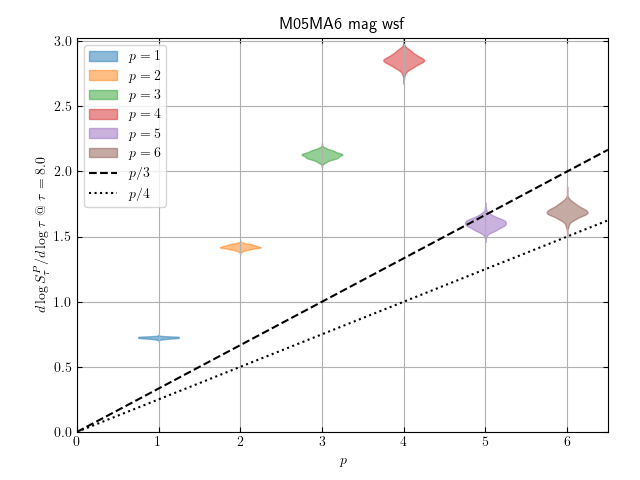 M05MA6 mag wsf
3.0
2.5
2.0
1.5
1.0
0.5
0.0
d log S_τ^P / d log τ @ τ = 8.0
p = 1
p = 2
p = 3
p = 4
p = 5
p = 6
p/3
p/4
0 1 2 3 4 5 6
p